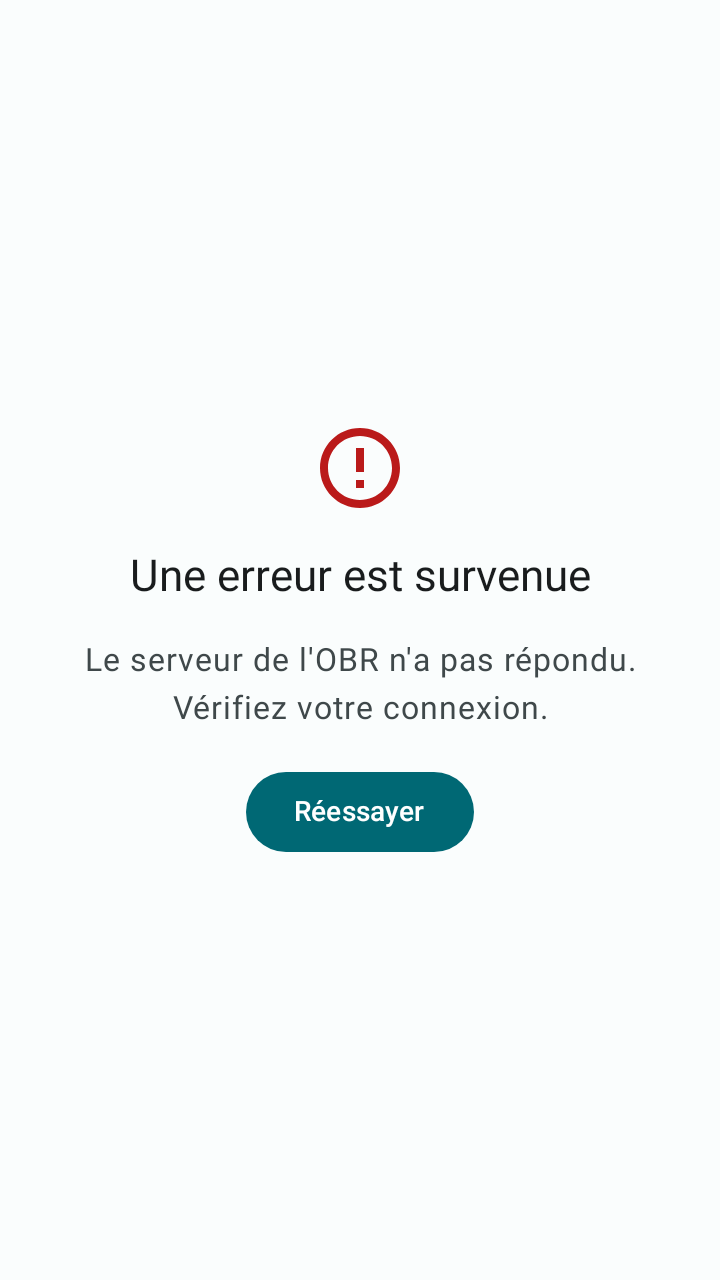 Une erreur est survenue
Le serveur de l'OBR n'a pas répondu.
Vérifiez votre connexion.
Réessayer